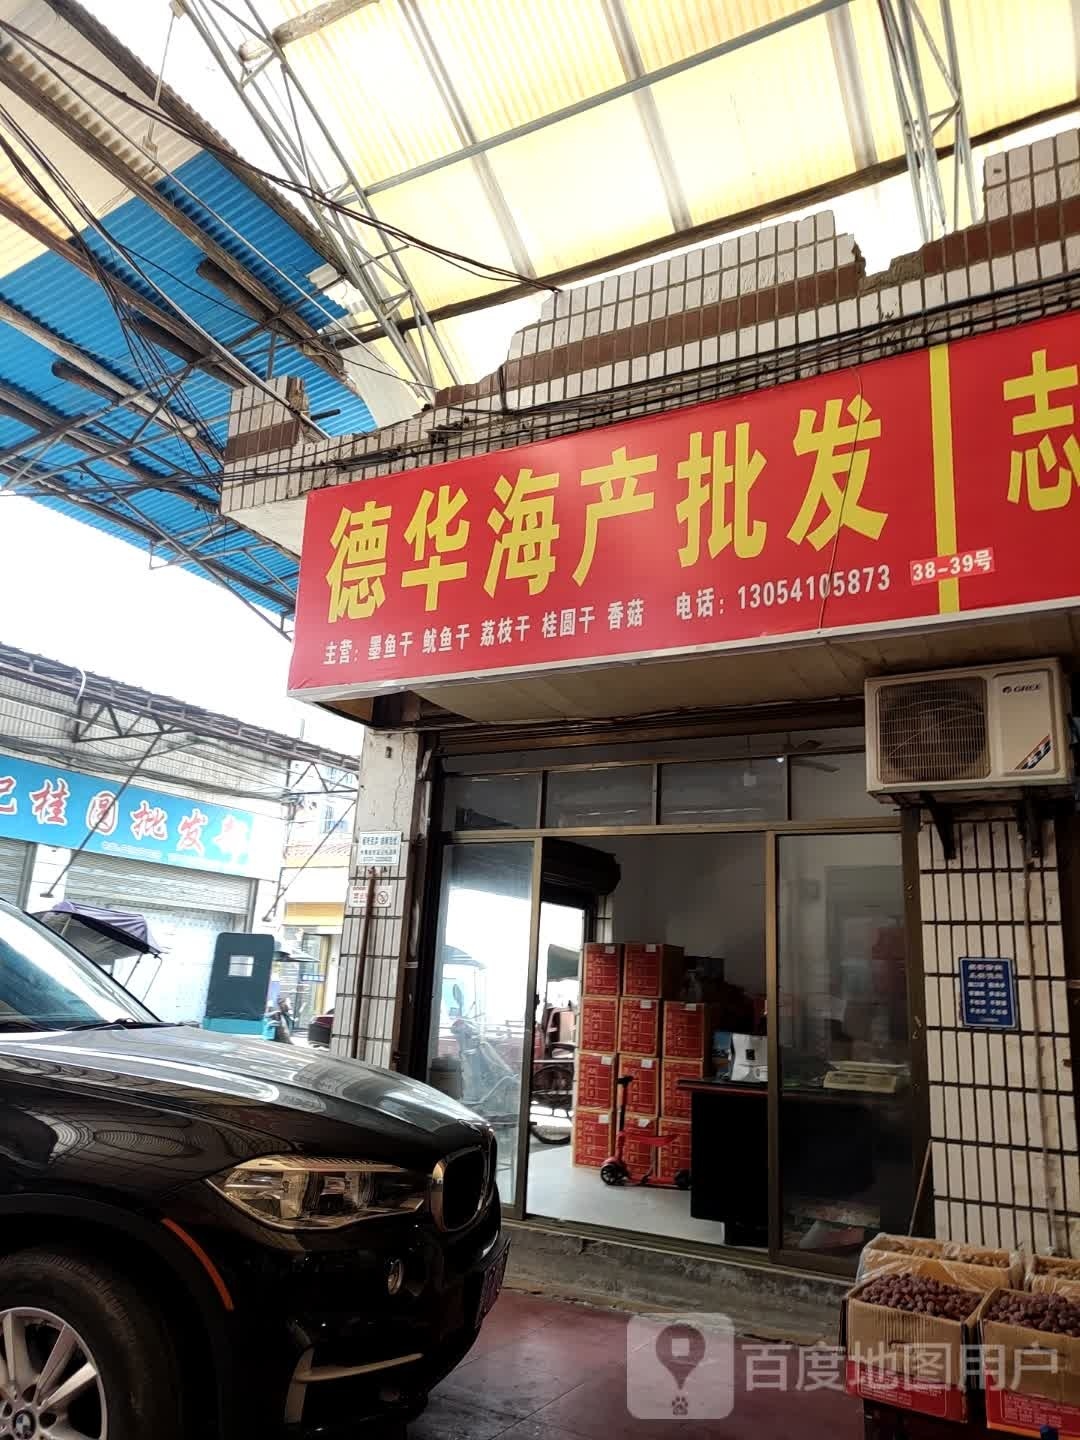 德华海产批发
主营：墨鱼干 鱿鱼干 荔枝干 桂圆干 香菇 电话：13054105873
38-39号
志
GREE
记桂圆批发部
百度地图用户